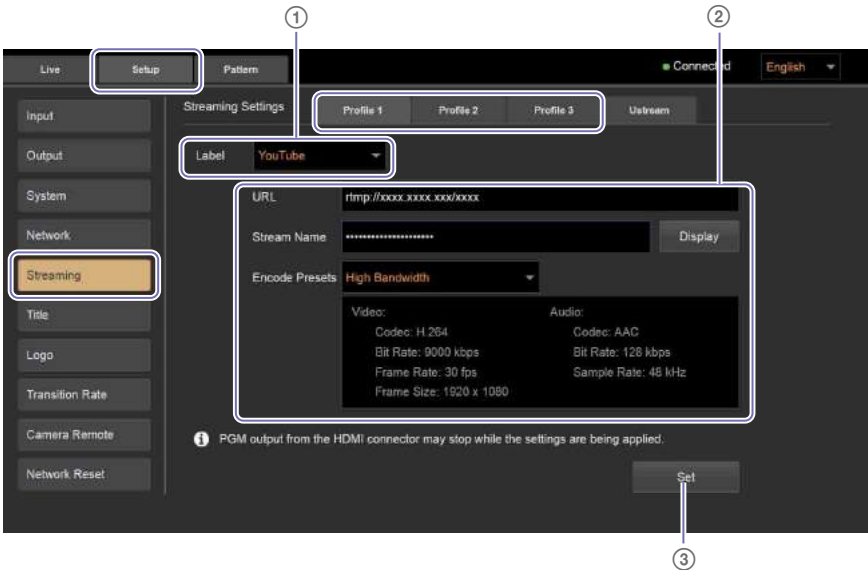 ① ②
Live Setup Pattern Connected English
Streaming Settings Profile 1 Profile 2 Profile 3 Ustream
Input
Label YouTube
Output
URL rtmp://xxxx.xxxx.xxx/xxxx
System
Stream Name ••••••••••••••••••••• Display
Network
Encode Presets High Bandwidth
Streaming
Video: Audio:
Codec: H.264 Codec: AAC
Bit Rate: 9000 kbps Bit Rate: 128 kbps
Frame Rate: 30 fps Sample Rate: 48 kHz
Frame Size: 1920 x 1080
Title
Logo
Transition Rate
Camera Remote
PGM output from the HDMI connector may stop while the settings are being applied.
Network Reset
Set
③